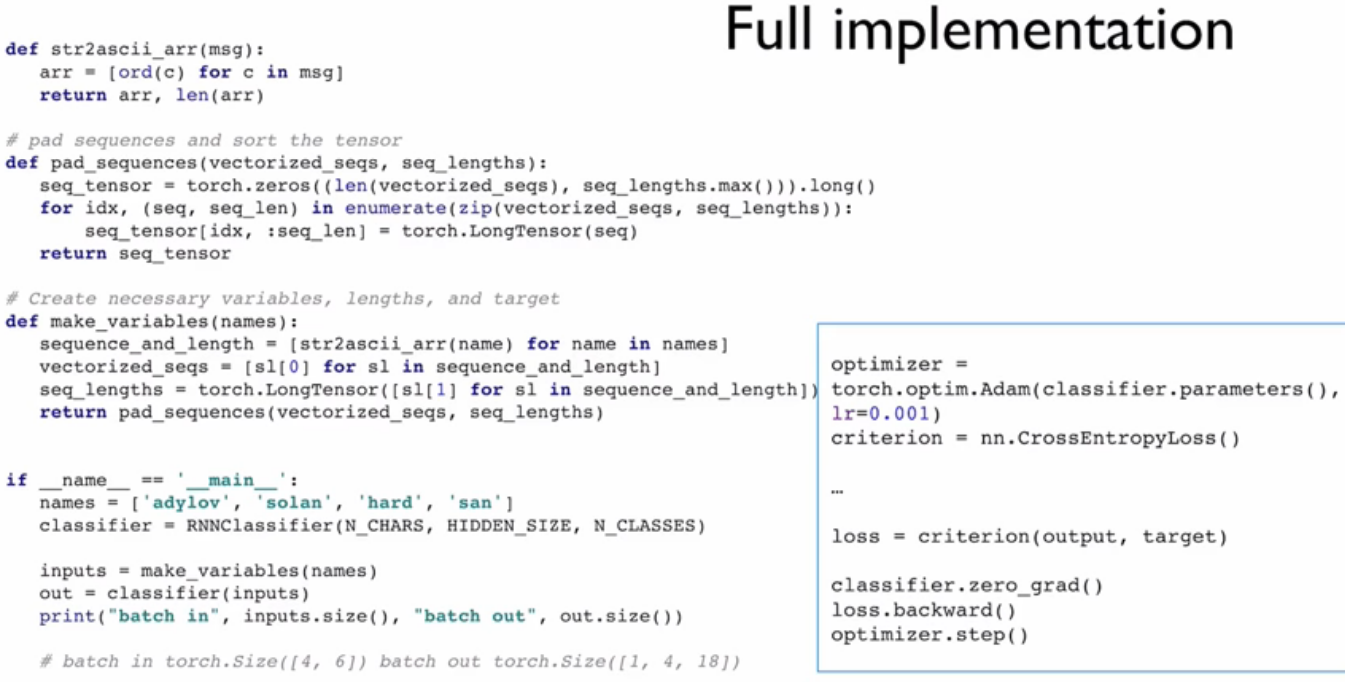 Full implementation
def str2ascii_arr(msg):
    arr = [ord(c) for c in msg]
    return arr, len(arr)
# pad sequences and sort the tensor
def pad_sequences(vectorized_seqs, seq_lengths):
    seq_tensor = torch.zeros((len(vectorized_seqs), seq_lengths.max())).long()
    for idx, (seq, seq_len) in enumerate(zip(vectorized_seqs, seq_lengths)):
        seq_tensor[idx, :seq_len] = torch.LongTensor(seq)
    return seq_tensor
# Create necessary variables, lengths, and target
def make_variables(names):
    sequence_and_length = [str2ascii_arr(name) for name in names]
    vectorized_seqs = [sl[0] for sl in sequence_and_length]
    seq_lengths = torch.LongTensor([sl[1] for sl in sequence_and_length])
    return pad_sequences(vectorized_seqs, seq_lengths)
if __name__ == '__main__':
    names = ['adylov', 'solan', 'hard', 'san']
    classifier = RNNClassifier(N_CHARS, HIDDEN_SIZE, N_CLASSES)
    inputs = make_variables(names)
    out = classifier(inputs)
    print("batch in", inputs.size(), "batch out", out.size())
    # batch in torch.Size([4, 6]) batch out torch.Size([1, 4, 18])
optimizer =
torch.optim.Adam(classifier.parameters(),
lr=0.001)
criterion = nn.CrossEntropyLoss()
…
loss = criterion(output, target)
classifier.zero_grad()
loss.backward()
optimizer.step()